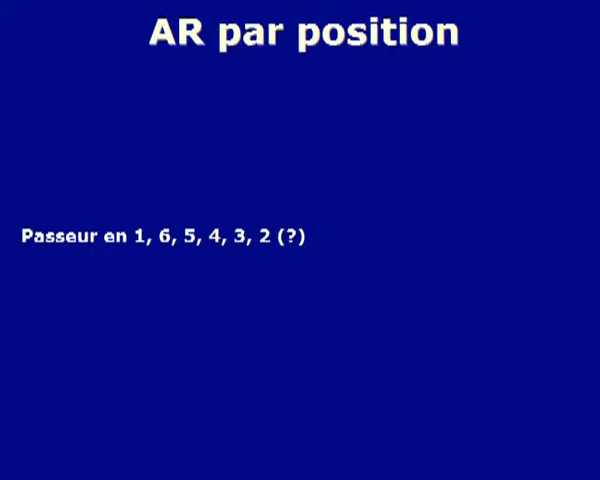 AR par position
Passeur en 1, 6, 5, 4, 3, 2 (?)